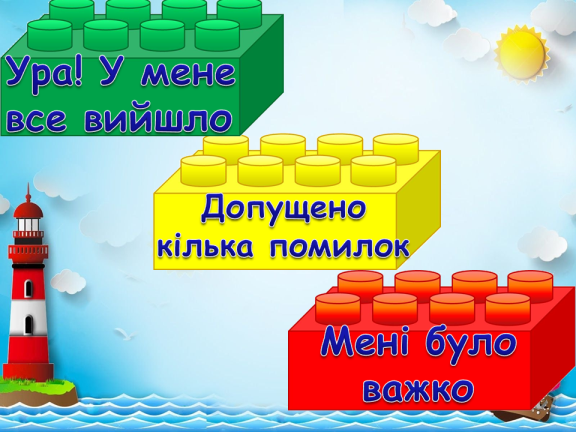 Ура! У мене
все вийшло
Допущено
кілька помилок
Мені було
важко